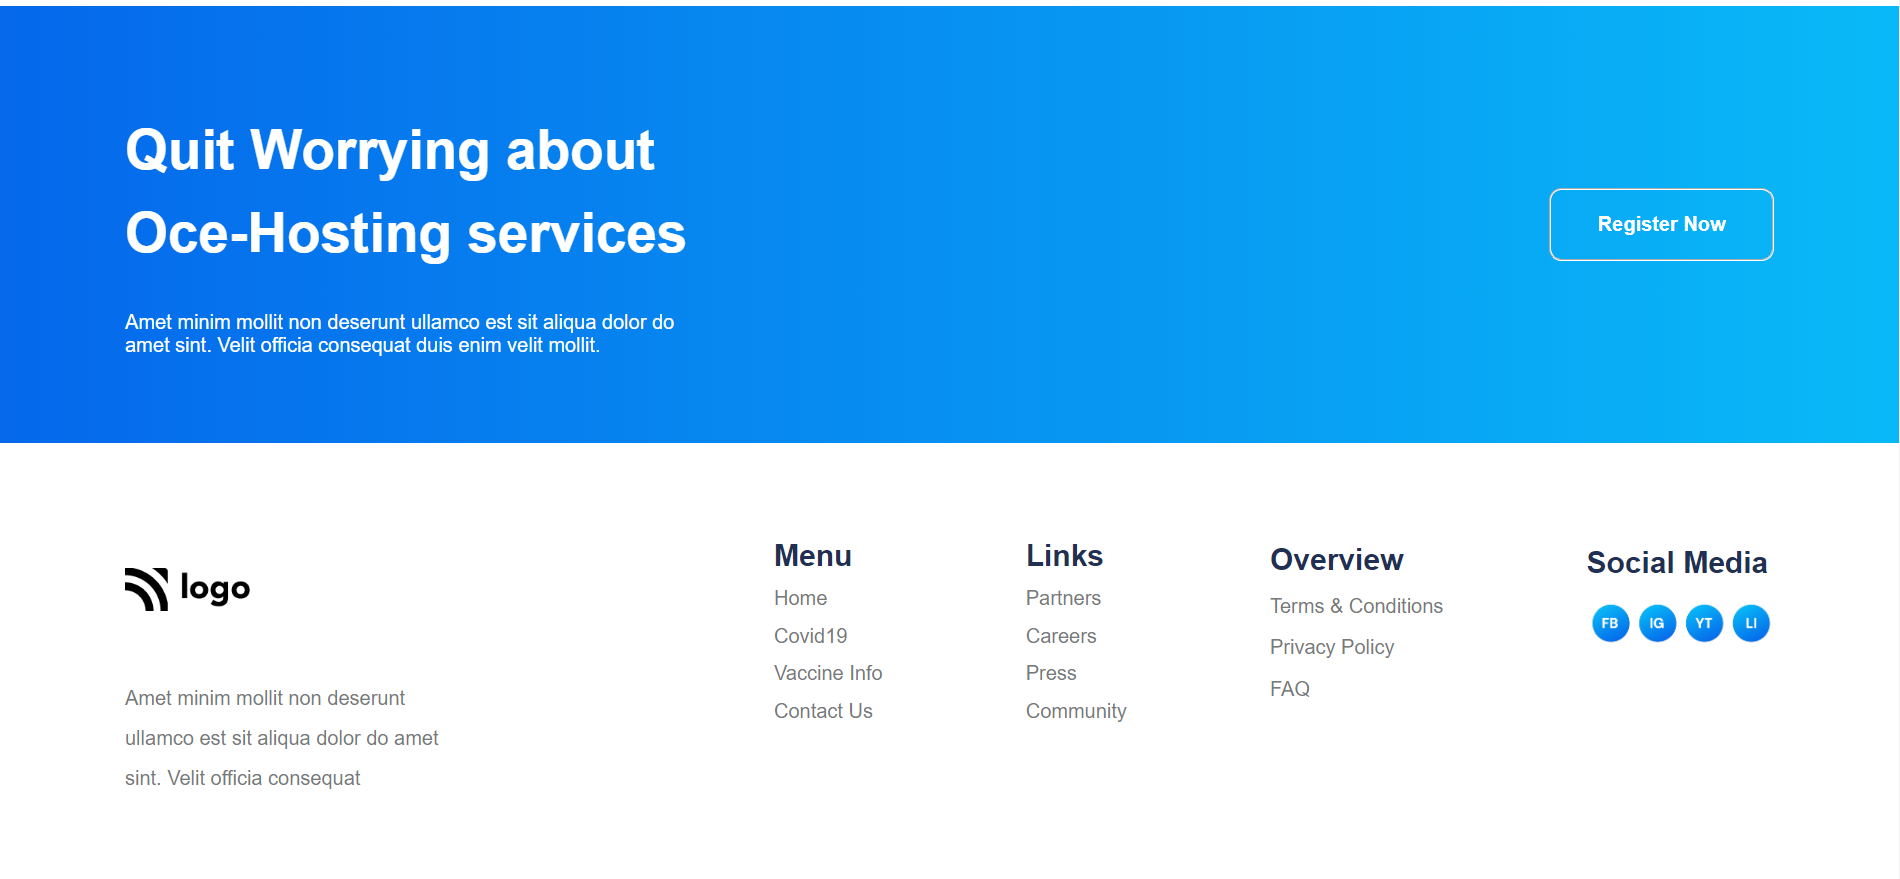 Quit Worrying about
Oce-Hosting services
Amet minim mollit non deserunt ullamco est sit aliqua dolor do
amet sint. Velit officia consequat duis enim velit mollit.
Register Now
logo
Amet minim mollit non deserunt
ullamco est sit aliqua dolor do amet
sint. Velit officia consequat
Menu
Home
Covid19
Vaccine Info
Contact Us
Links
Partners
Careers
Press
Community
Overview
Terms & Conditions
Privacy Policy
FAQ
Social Media
FB IG YT LI